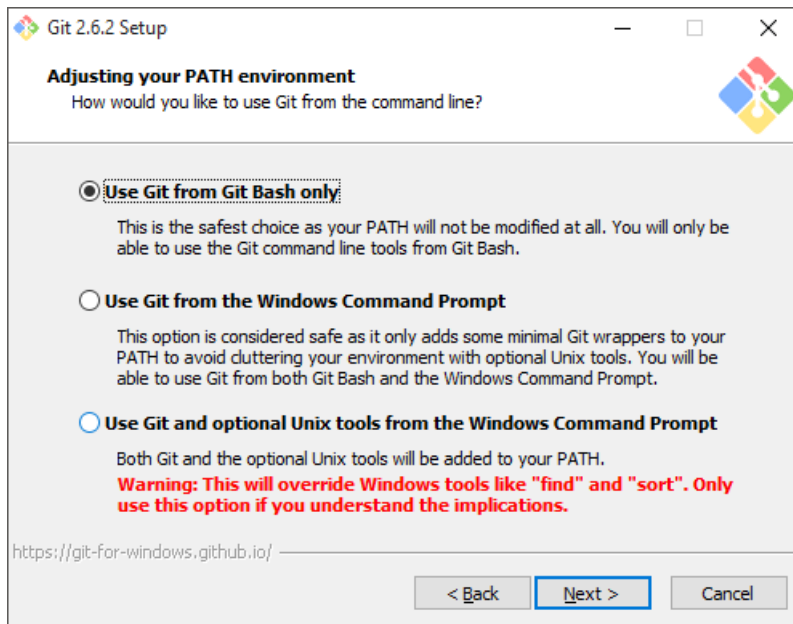 Git 2.6.2 Setup
Adjusting your PATH environment
How would you like to use Git from the command line?
Use Git from Git Bash only
This is the safest choice as your PATH will not be modified at all. You will only be
able to use the Git command line tools from Git Bash.
Use Git from the Windows Command Prompt
This option is considered safe as it only adds some minimal Git wrappers to your
PATH to avoid cluttering your environment with optional Unix tools. You will be
able to use Git from both Git Bash and the Windows Command Prompt.
Use Git and optional Unix tools from the Windows Command Prompt
Both Git and the optional Unix tools will be added to your PATH.
Warning: This will override Windows tools like "find" and "sort". Only
use this option if you understand the implications.
https://git-for-windows.github.io/
< Back Next > Cancel